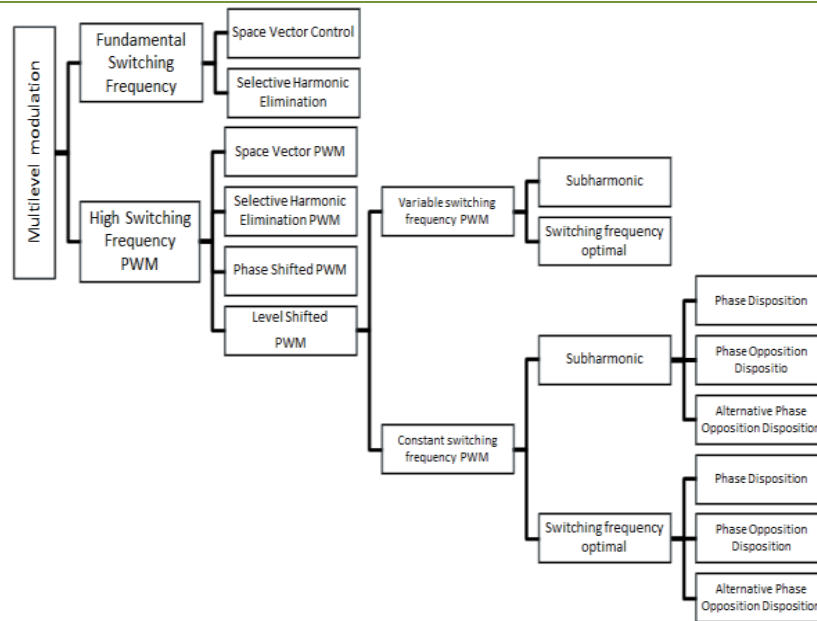 Multilevel modulation
Fundamental
Switching
Frequency
Space Vector Control
Selective Harmonic
Elimination
High Switching
Frequency
PWM
Space Vector PWM
Selective Harmonic
Elimination PWM
Phase Shifted PWM
Level Shifted
PWM
Variable switching
frequency PWM
Subharmonic
Switching frequency
optimal
Constant switching
frequency PWM
Subharmonic
Phase Disposition
Phase Opposition
Dispositio
Alternative Phase
Opposition Disposition
Switching frequency
optimal
Phase Disposition
Phase Opposition
Disposition
Alternative Phase
Opposition Disposition